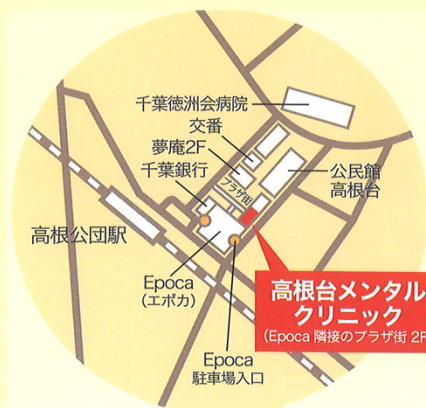 千葉徳洲会病院
交番
夢庵2F
千葉銀行
プラザ街
公民館
高根台
高根公団駅
Epoca
(エポカ)
高根台メンタル
クリニック
(Epoca 隣接のプラザ街 2F)
Epoca
駐車場入口